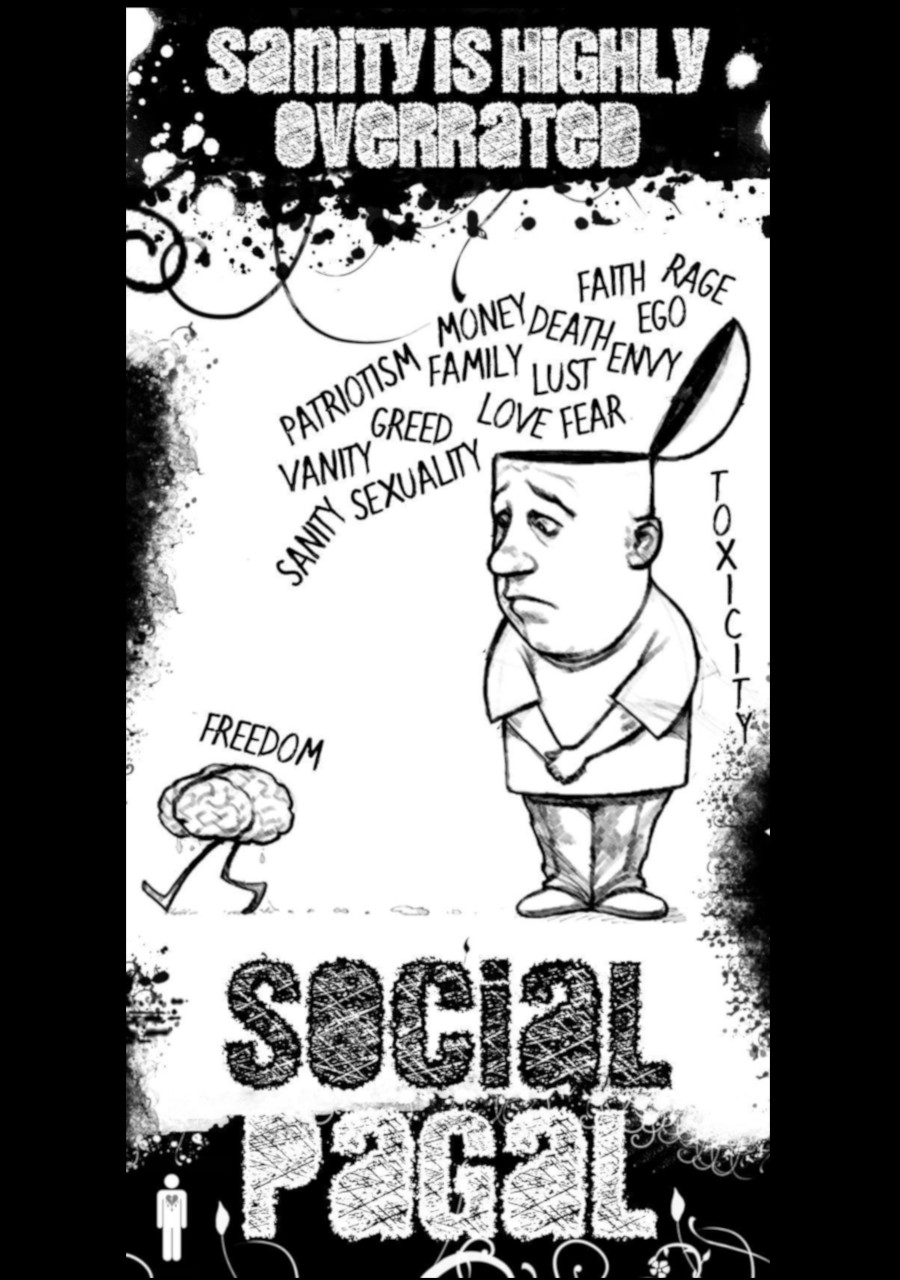 Sanity is Highly
Overrated
FAITH RAGE
MONEY DEATH EGO
PATRIOTISM FAMILY LUST ENVY
GREED LOVE FEAR
VANITY SEXUALITY
SANITY
TOXICITY
FREEDOM
Social
Pagal